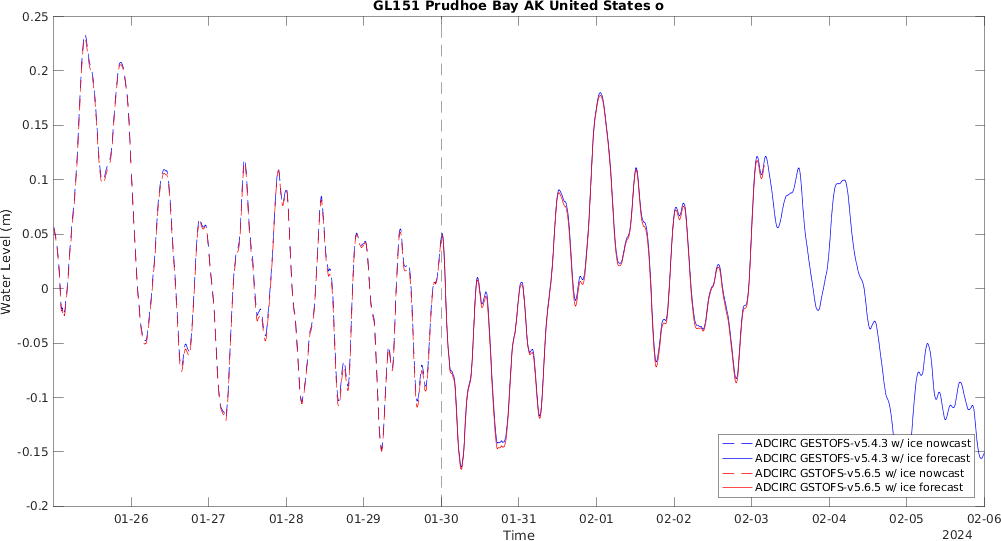 GL151 Prudhoe Bay AK United States o
0.25
0.2
0.15
0.1
0.05
0
-0.05
-0.1
-0.15
-0.2
Water Level (m)
01-26 01-27 01-28 01-29 01-30 01-31 02-01 02-02 02-03 02-04 02-05 02-06
Time
2024
ADCIRC GESTOFS-v5.4.3 w/ ice nowcast
ADCIRC GESTOFS-v5.4.3 w/ ice forecast
ADCIRC GSTOFS-v5.6.5 w/ ice nowcast
ADCIRC GSTOFS-v5.6.5 w/ ice forecast